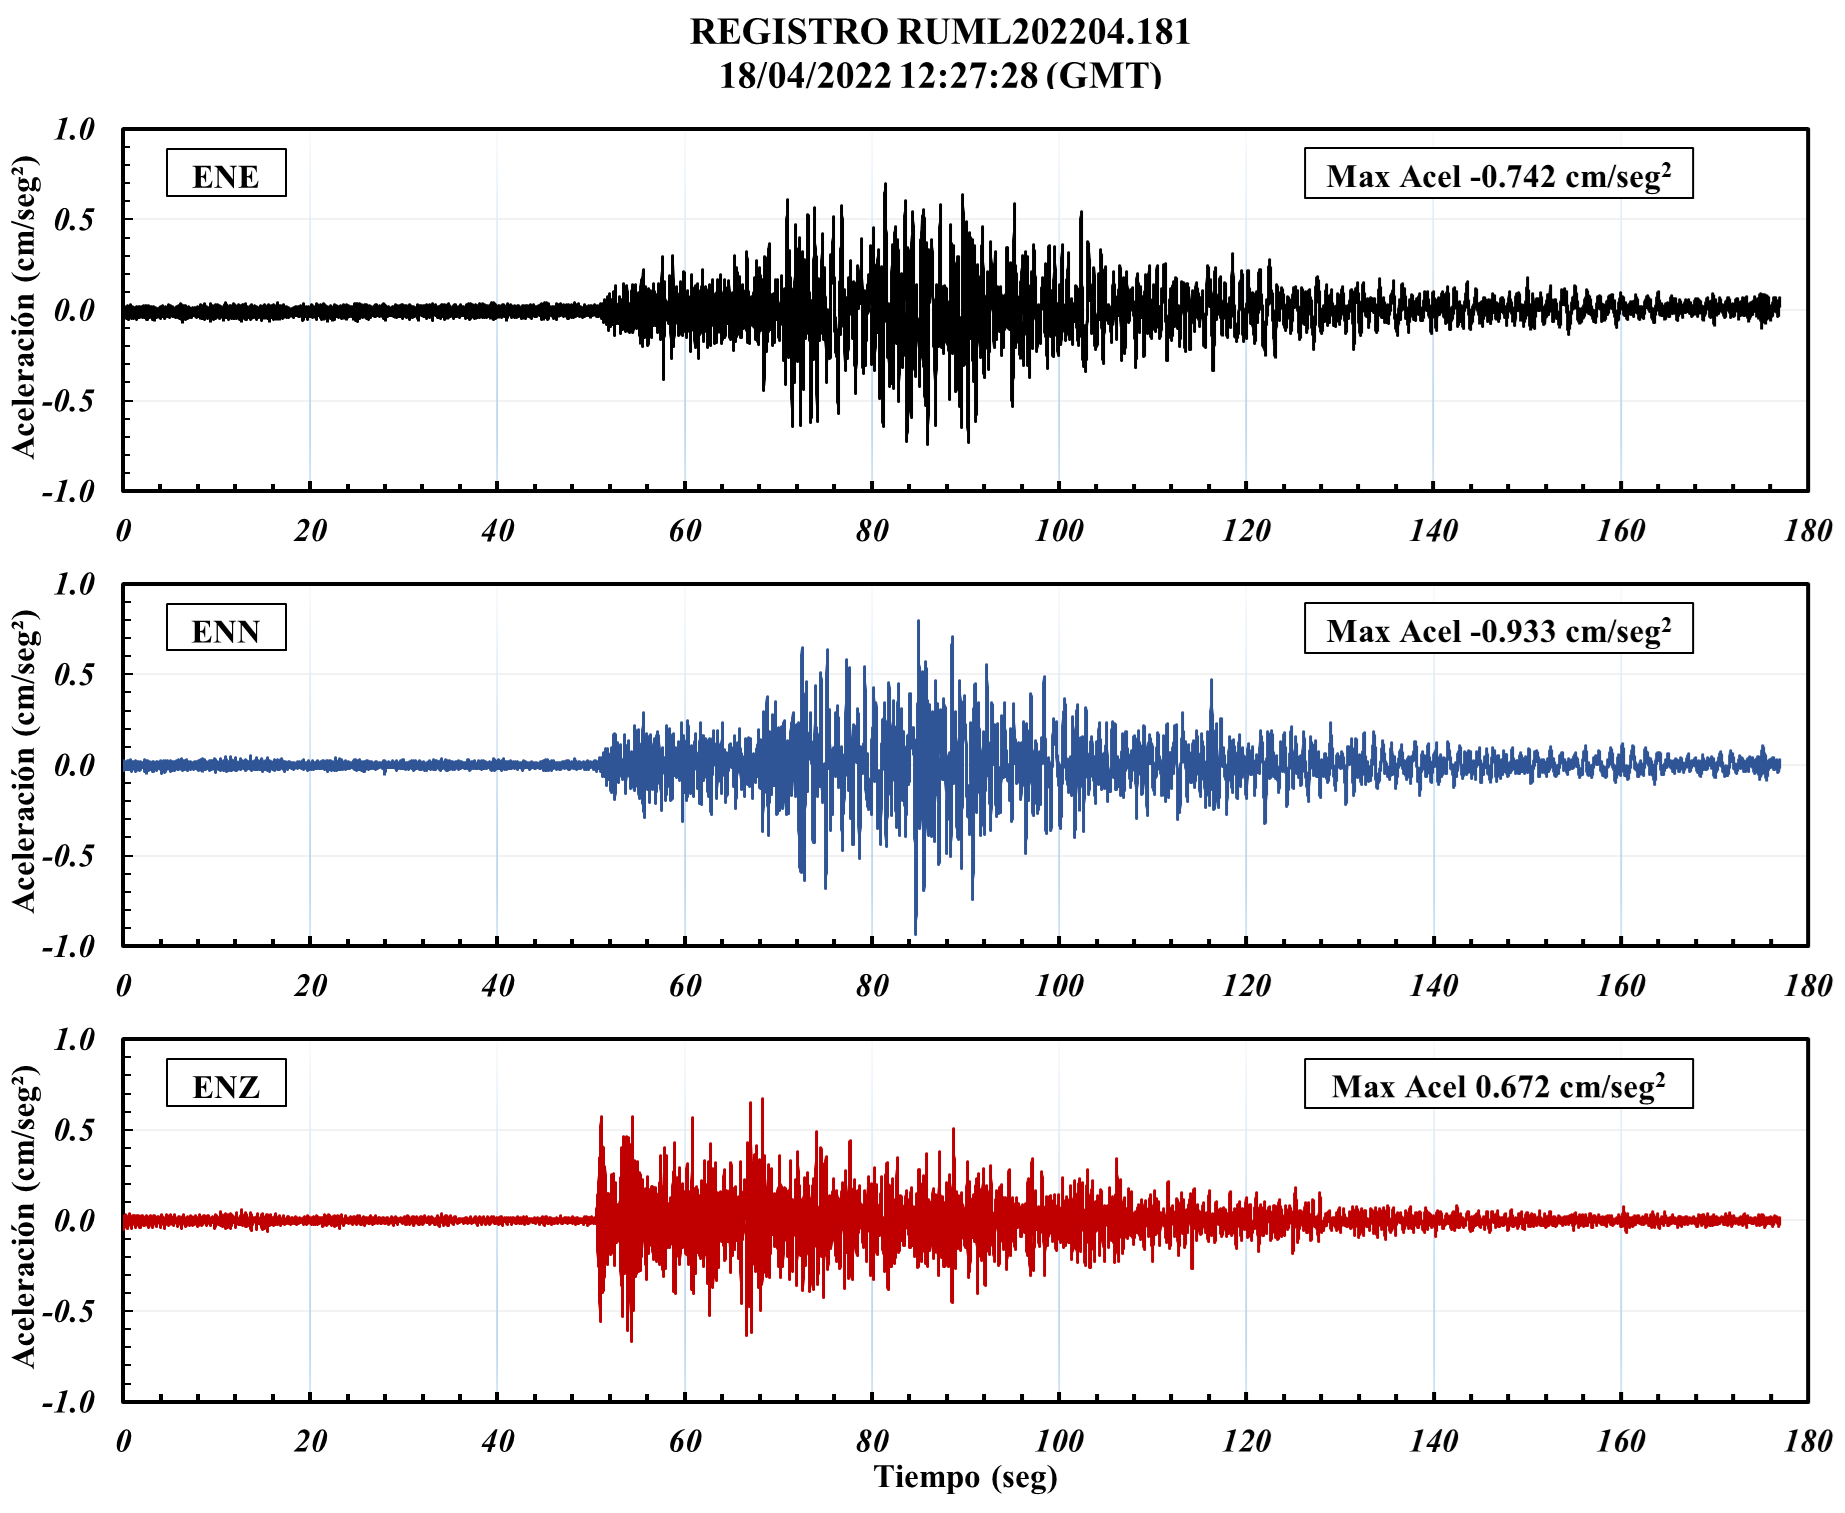 REGISTRO RUML202204.181
18/04/2022 12:27:28 (GMT)
1.0
0.5
0.0
-0.5
-1.0
Aceleración (cm/seg²)
ENE
Max Acel -0.742 cm/seg²
0 20 40 60 80 100 120 140 160 180
1.0
0.5
0.0
-0.5
-1.0
Aceleración (cm/seg²)
ENN
Max Acel -0.933 cm/seg²
0 20 40 60 80 100 120 140 160 180
1.0
0.5
0.0
-0.5
-1.0
Aceleración (cm/seg²)
ENZ
Max Acel 0.672 cm/seg²
0 20 40 60 80 100 120 140 160 180
Tiempo (seg)